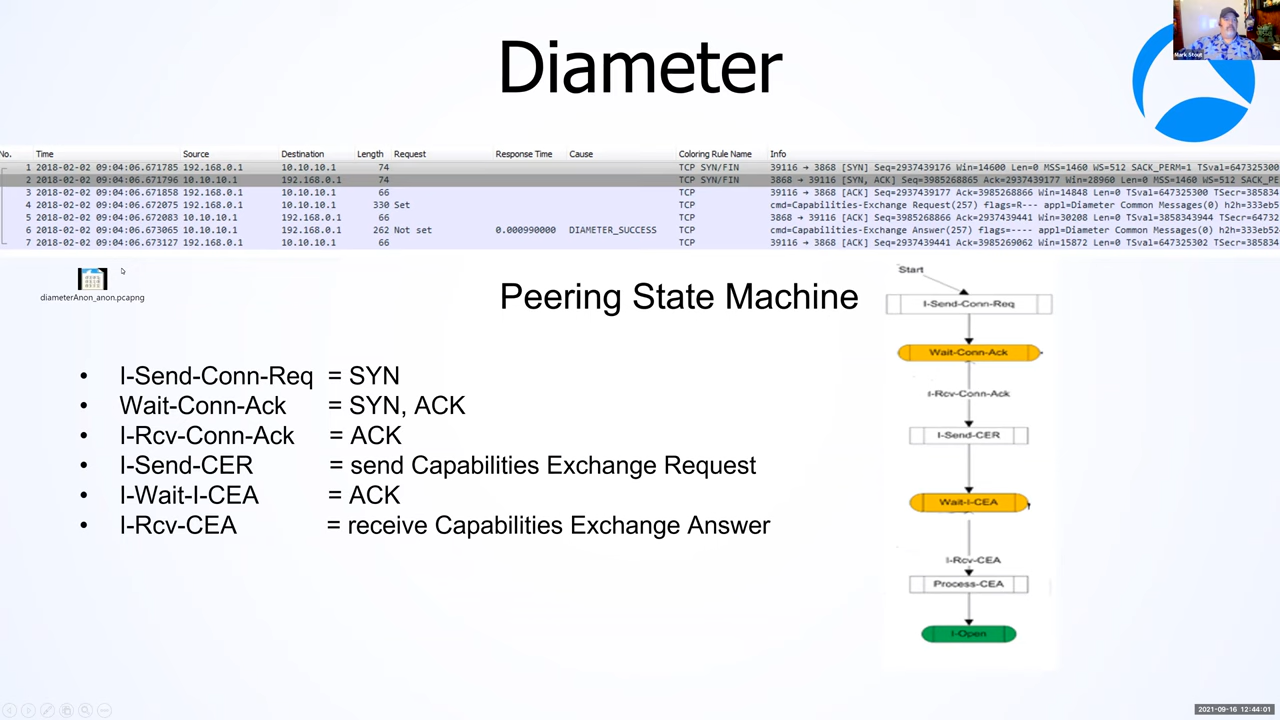 Diameter
Mark Stout
No. Time Source Destination Length Request Response Time Cause Coloring Rule Name Info
1 2018-02-02 09:04:06.671785 192.168.0.1 10.10.10.1 74 TCP SYN/FIN 39116 → 3868 [SYN] Seq=2937439176 Win=14600 Len=0 MSS=1460 WS=512 SACK_PERM=1 TSval=647325300
2 2018-02-02 09:04:06.671796 10.10.10.1 192.168.0.1 74 TCP SYN/FIN 3868 → 39116 [SYN, ACK] Seq=3985268865 Ack=2937439177 Win=28960 Len=0 MSS=1460 WS=512 SACK_PE
3 2018-02-02 09:04:06.671858 192.168.0.1 10.10.10.1 66 TCP 39116 → 3868 [ACK] Seq=2937439177 Ack=3985268866 Win=14848 Len=0 TSval=647325300 TSecr=385834
4 2018-02-02 09:04:06.672075 192.168.0.1 10.10.10.1 330 Set TCP cmd=Capabilities-Exchange Request(257) flags=R--- appl=Diameter Common Messages(0) h2h=333eb5
5 2018-02-02 09:04:06.672083 10.10.10.1 192.168.0.1 66 TCP 3868 → 39116 [ACK] Seq=3985268866 Ack=2937439441 Win=30208 Len=0 TSval=3858343944 TSecr=64732
6 2018-02-02 09:04:06.673065 10.10.10.1 192.168.0.1 262 Not set 0.000990000 DIAMETER_SUCCESS TCP cmd=Capabilities-Exchange Answer(257) flags=---- appl=Diameter Common Messages(0) h2h=333eb52
7 2018-02-02 09:04:06.673127 192.168.0.1 10.10.10.1 66 TCP 39116 → 3868 [ACK] Seq=2937439441 Ack=3985269062 Win=15872 Len=0 TSval=647325302 TSecr=385834
diameterAnon_anon.pcapng
Peering State Machine
• I-Send-Conn-Req = SYN
• Wait-Conn-Ack = SYN, ACK
• I-Rcv-Conn-Ack = ACK
• I-Send-CER = send Capabilities Exchange Request
• I-Wait-I-CEA = ACK
• I-Rcv-CEA = receive Capabilities Exchange Answer
Start
I-Send-Conn-Req
Wait-Conn-Ack
I-Rcv-Conn-Ack
I-Send-CER
Wait-I-CEA
I-Rcv-CEA
Process-CEA
I-Open
2021-09-16 12:44:01